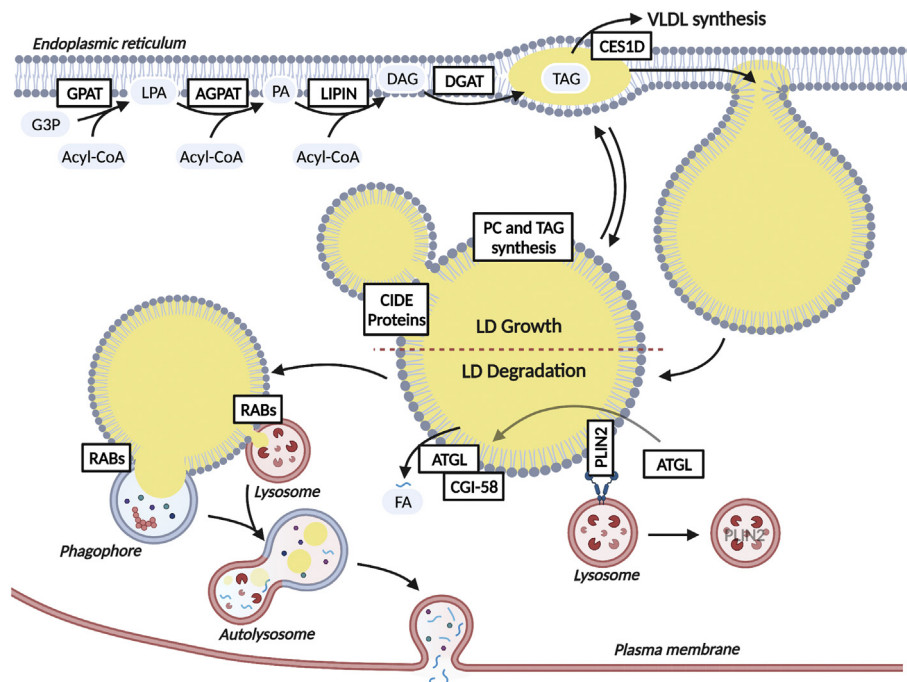 VLDL synthesis
Endoplasmic reticulum
CES1D
GPAT
LPA
AGPAT
PA
LIPIN
DAG
DGAT
TAG
G3P
Acyl-CoA
Acyl-CoA
Acyl-CoA
PC and TAG
synthesis
CIDE
Proteins
LD Growth
LD Degradation
RABs
RABs
Lysosome
Phagophore
ATGL
CGI-58
FA
PLIN2
ATGL
Lysosome
PLIN2
Autolysosome
Plasma membrane